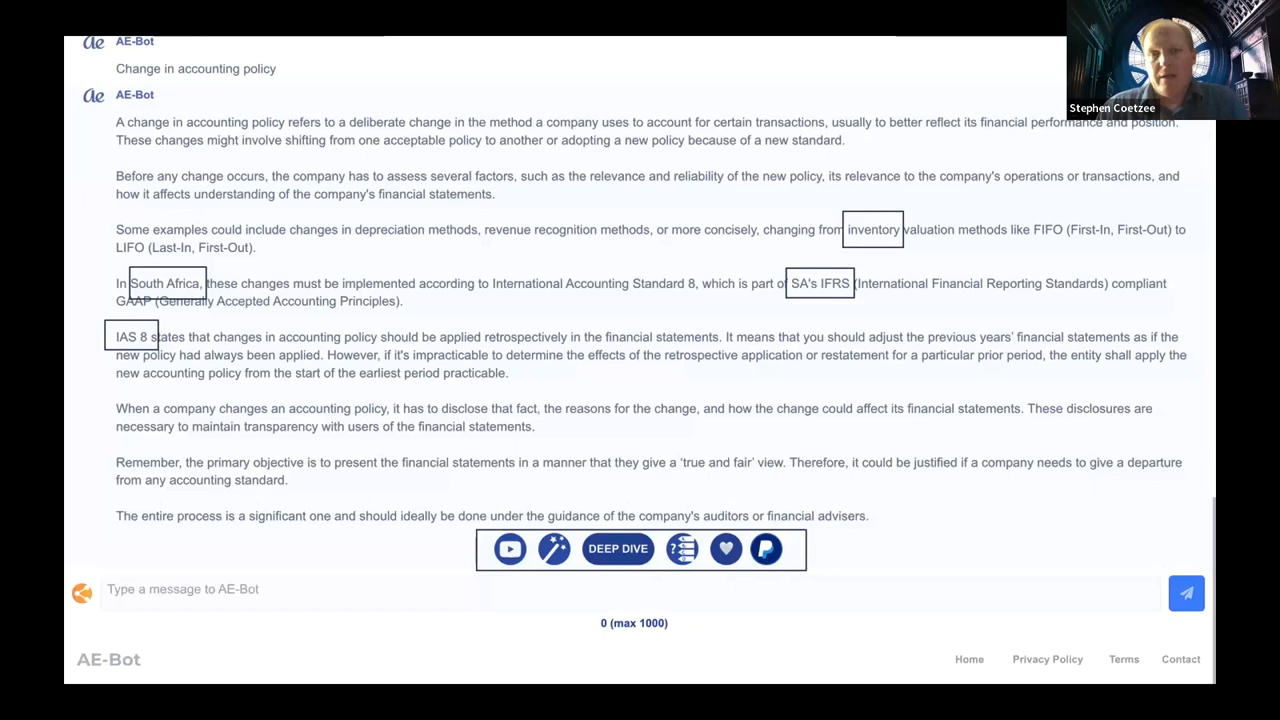 Ae AE-Bot
Change in accounting policy
Ae AE-Bot
Stephen Coetzee
A change in accounting policy refers to a deliberate change in the method a company uses to account for certain transactions, usually to better reflect its financial performance and position.
These changes might involve shifting from one acceptable policy to another or adopting a new policy because of a new standard.
Before any change occurs, the company has to assess several factors, such as the relevance and reliability of the new policy, its relevance to the company's operations or transactions, and
how it affects understanding of the company's financial statements.
Some examples could include changes in depreciation methods, revenue recognition methods, or more concisely, changing from inventory valuation methods like FIFO (First-In, First-Out) to
LIFO (Last-In, First-Out).
In South Africa, these changes must be implemented according to International Accounting Standard 8, which is part of SA's IFRS (International Financial Reporting Standards) compliant
GAAP (Generally Accepted Accounting Principles).
IAS 8 states that changes in accounting policy should be applied retrospectively in the financial statements. It means that you should adjust the previous years' financial statements as if the
new policy had always been applied. However, if it's impracticable to determine the effects of the retrospective application or restatement for a particular prior period, the entity shall apply the
new accounting policy from the start of the earliest period practicable.
When a company changes an accounting policy, it has to disclose that fact, the reasons for the change, and how the change could affect its financial statements. These disclosures are
necessary to maintain transparency with users of the financial statements.
Remember, the primary objective is to present the financial statements in a manner that they give a ‘true and fair’ view. Therefore, it could be justified if a company needs to give a departure
from any accounting standard.
The entire process is a significant one and should ideally be done under the guidance of the company's auditors or financial advisers.
DEEP DIVE
Type a message to AE-Bot
0 (max 1000)
AE-Bot
Home Privacy Policy Terms Contact